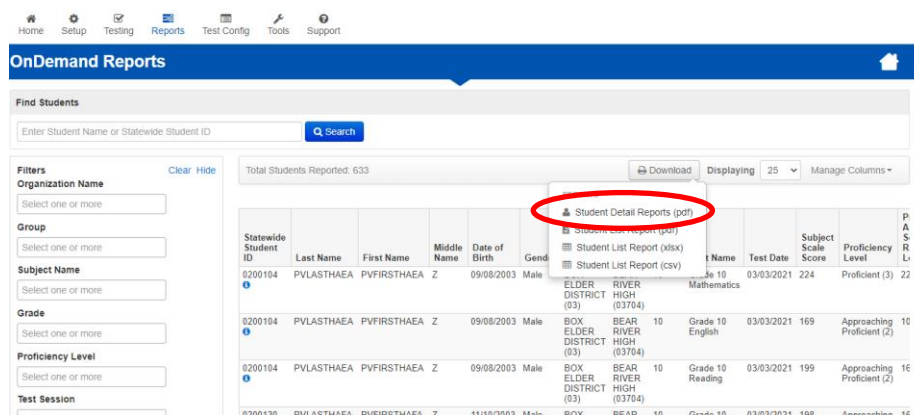 Home Setup Testing Reports Test Config Tools Support
OnDemand Reports
Find Students
Enter Student Name or Statewide Student ID
Search
Filters Clear Hide
Organization Name
Select one or more
Group
Select one or more
Subject Name
Select one or more
Grade
Select one or more
Proficiency Level
Select one or more
Test Session
Total Students Reported: 633
Download Displaying 25 Manage Columns
Student Detail Reports (pdf)
Student List Report (pdf)
Student List Report (xlsx)
Student List Report (csv)
Statewide Student ID Last Name First Name Middle Name Date of Birth Test Date Subject Scale Score Proficiency Level
0200104 PVLASTHAEA PVFIRSTHAEA Z 09/08/2003 Male 03/03/2021 224 Proficient (3) 22
ELDER RIVER Mathematics
DISTRICT HIGH
(03) (03704)
0200104 PVLASTHAEA PVFIRSTHAEA Z 09/08/2003 Male BOX BEAR 10 Grade 10 03/03/2021 169 Approaching 10
ELDER RIVER English Proficient (2)
DISTRICT HIGH
(03) (03704)
0200104 PVLASTHAEA PVFIRSTHAEA Z 09/08/2003 Male BOX BEAR 10 Grade 10 03/03/2021 199 Approaching 16
ELDER RIVER Reading Proficient (2)
DISTRICT HIGH
(03) (03704)